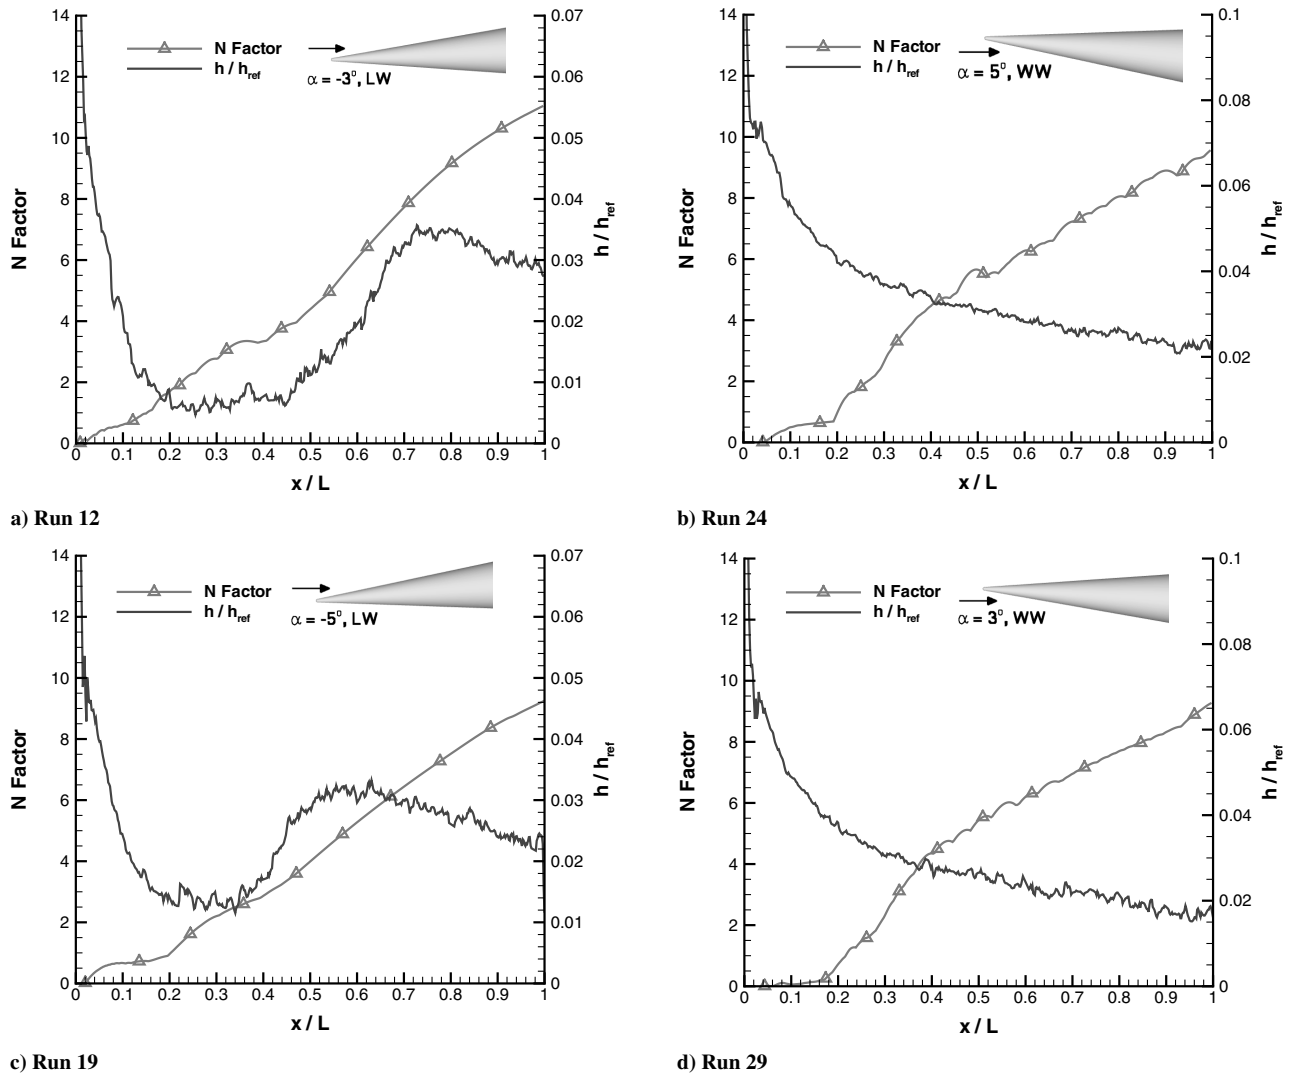 14
12
10
8
6
4
2
0
N Factor
0.07
0.06
0.05
0.04
0.03
0.02
0.01
0
h / h_ref
N Factor
h / h_ref
α = -3°, LW
0 0.1 0.2 0.3 0.4 0.5 0.6 0.7 0.8 0.9 1
x / L
a) Run 12
14
12
10
8
6
4
2
0
N Factor
0.1
0.08
0.06
0.04
0.02
0
h / h_ref
N Factor
h / h_ref
α = 5°, WW
0 0.1 0.2 0.3 0.4 0.5 0.6 0.7 0.8 0.9 1
x / L
b) Run 24
14
12
10
8
6
4
2
0
N Factor
0.07
0.06
0.05
0.04
0.03
0.02
0.01
0
h / h_ref
N Factor
h / h_ref
α = -5°, LW
0 0.1 0.2 0.3 0.4 0.5 0.6 0.7 0.8 0.9 1
x / L
c) Run 19
14
12
10
8
6
4
2
0
N Factor
0.1
0.08
0.06
0.04
0.02
0
h / h_ref
N Factor
h / h_ref
α = 3°, WW
0 0.1 0.2 0.3 0.4 0.5 0.6 0.7 0.8 0.9 1
x / L
d) Run 29